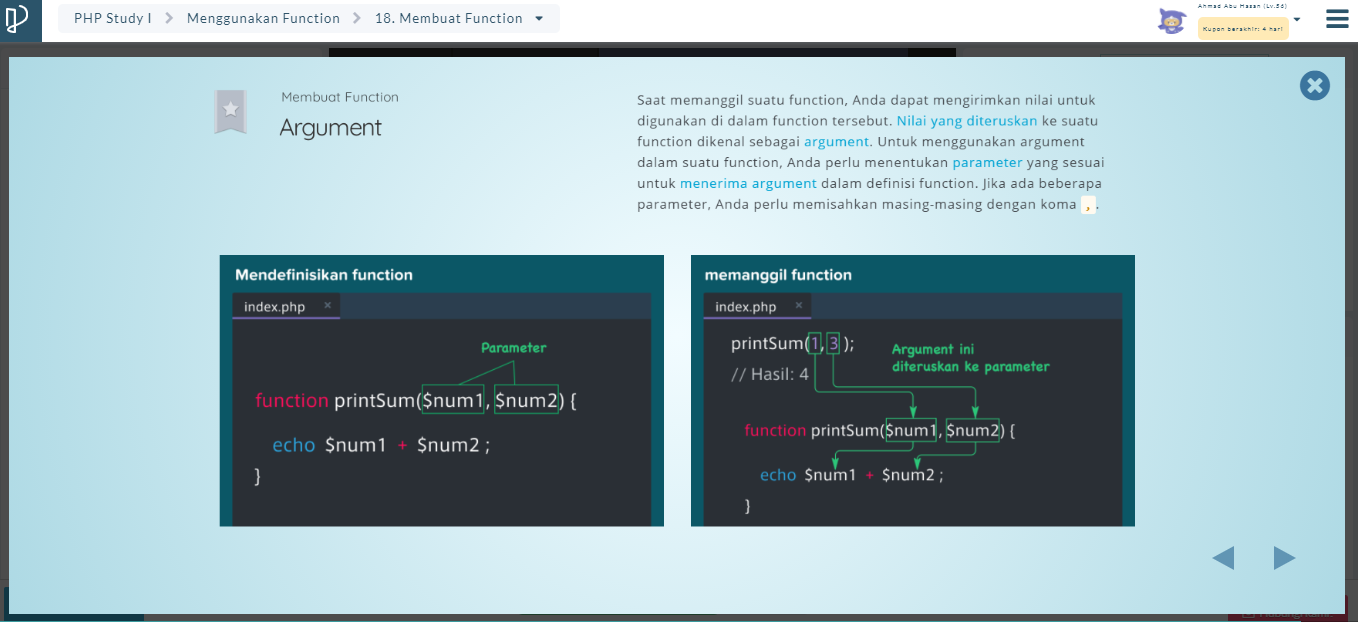 PHP Study I
Menggunakan Function
18. Membuat Function
Ahmad Abu Hasan (Lv.56)
Kupon berakhir: 4 hari
Membuat Function
Argument
Saat memanggil suatu function, Anda dapat mengirimkan nilai untuk
digunakan di dalam function tersebut. Nilai yang diteruskan ke suatu
function dikenal sebagai argument. Untuk menggunakan argument
dalam suatu function, Anda perlu menentukan parameter yang sesuai
untuk menerima argument dalam definisi function. Jika ada beberapa
parameter, Anda perlu memisahkan masing-masing dengan koma , .
Mendefinisikan function
index.php ×
Parameter
function printSum($num1, $num2) {
echo $num1 + $num2 ;
}
memanggil function
index.php ×
printSum(1, 3 );
// Hasil: 4
Argument ini
diteruskan ke parameter
function printSum($num1, $num2) {
echo $num1 + $num2 ;
}